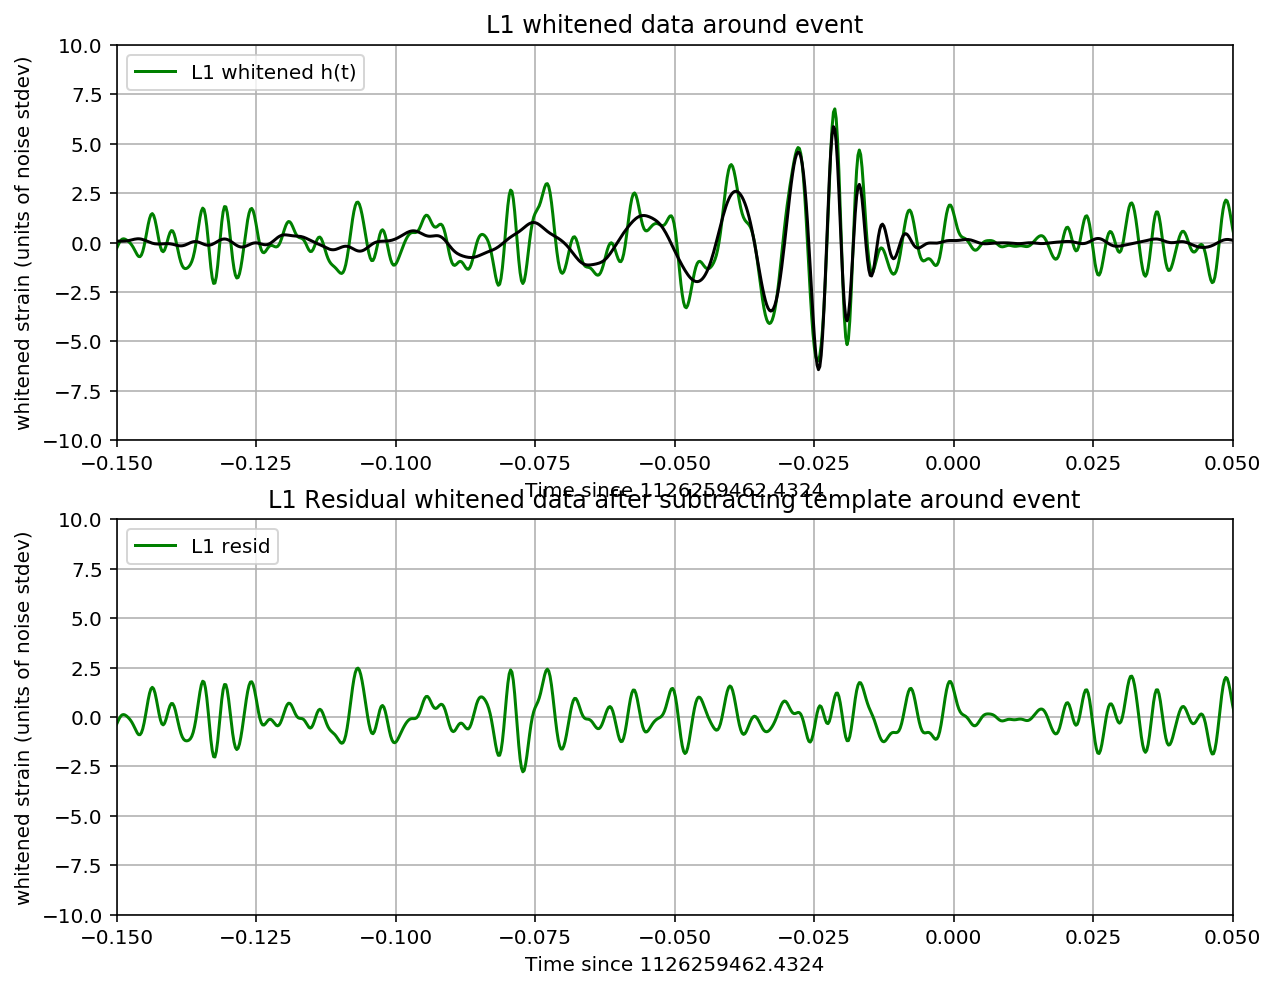 L1 whitened data around event
whitened strain (units of noise stdev)
10.0
7.5
5.0
2.5
0.0
−2.5
−5.0
−7.5
−10.0
L1 whitened h(t)
−0.150 −0.125 −0.100 −0.075 −0.050 −0.025 0.000 0.025 0.050
Time since 1126259462.4324
L1 Residual whitened data after subtracting template around event
whitened strain (units of noise stdev)
10.0
7.5
5.0
2.5
0.0
−2.5
−5.0
−7.5
−10.0
L1 resid
−0.150 −0.125 −0.100 −0.075 −0.050 −0.025 0.000 0.025 0.050
Time since 1126259462.4324